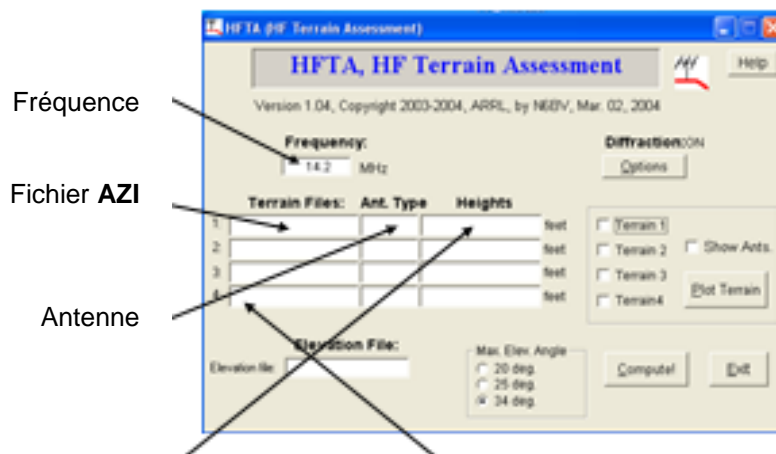 HFTA (HF Terrain Assessment)
HFTA, HF Terrain Assessment
Help
Version 1.04, Copyright 2003-2004, ARRL, by N6BV, Mar. 02, 2004
Fréquence
Frequency:
14.2 MHz
Diffraction:ON
Options
Fichier AZI
Terrain Files: Ant. Type Heights
1 feet
2 feet
3 feet
4 feet
Terrain 1
Terrain 2
Terrain 3
Terrain4
Show Ants.
Plot Terrain
Antenne
Elevation File:
Elevation file:
Max. Elev. Angle
20 deg.
25 deg.
34 deg.
Compute!
Exit